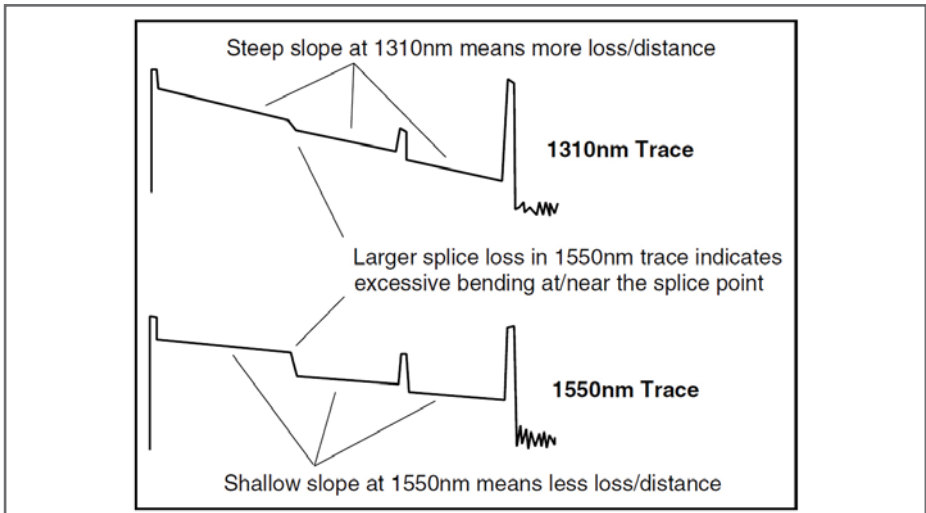 Steep slope at 1310nm means more loss/distance
1310nm Trace
Larger splice loss in 1550nm trace indicates
excessive bending at/near the splice point
1550nm Trace
Shallow slope at 1550nm means less loss/distance